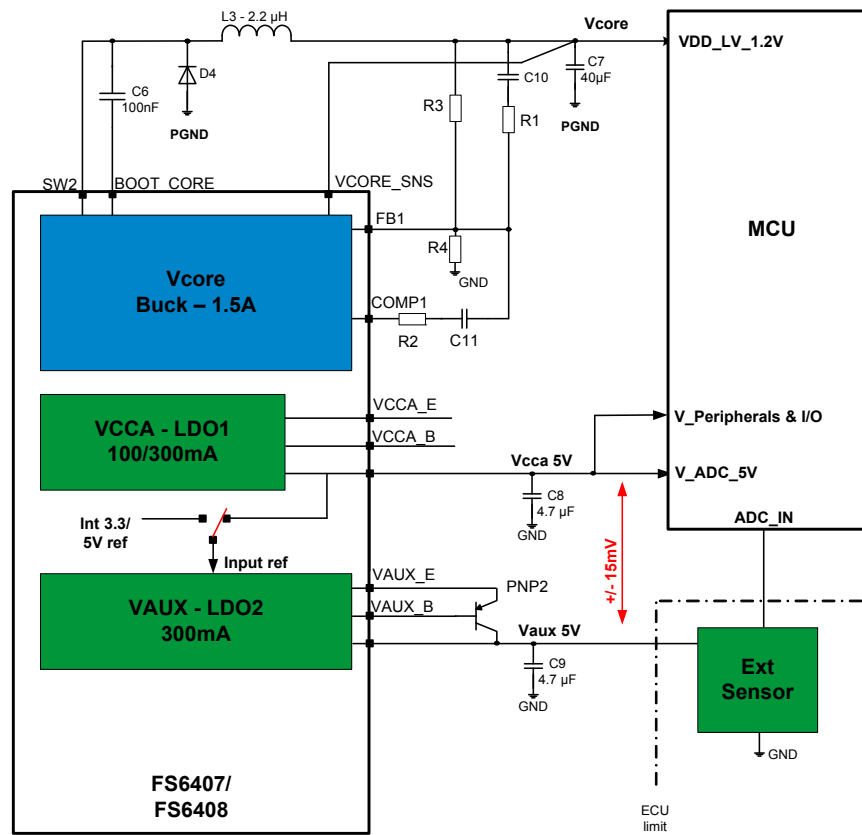 L3 - 2.2 µH
Vcore
VDD_LV_1.2V
C6
100nF
D4
PGND
C10
C7
40µF
PGND
R3
R1
SW2
BOOT_CORE
VCORE_SNS
FB1
MCU
Vcore
Buck – 1.5A
R4
GND
COMP1
R2
C11
VCCA - LDO1
100/300mA
VCCA_E
VCCA_B
V_Peripherals & I/O
Vcca 5V
V_ADC_5V
C8
4.7 µF
GND
ADC_IN
Int 3.3/
5V ref
Input ref
+/- 15mV
VAUX - LDO2
300mA
VAUX_E
VAUX_B
PNP2
Vaux 5V
C9
4.7 µF
GND
Ext
Sensor
GND
FS6407/
FS6408
ECU
limit